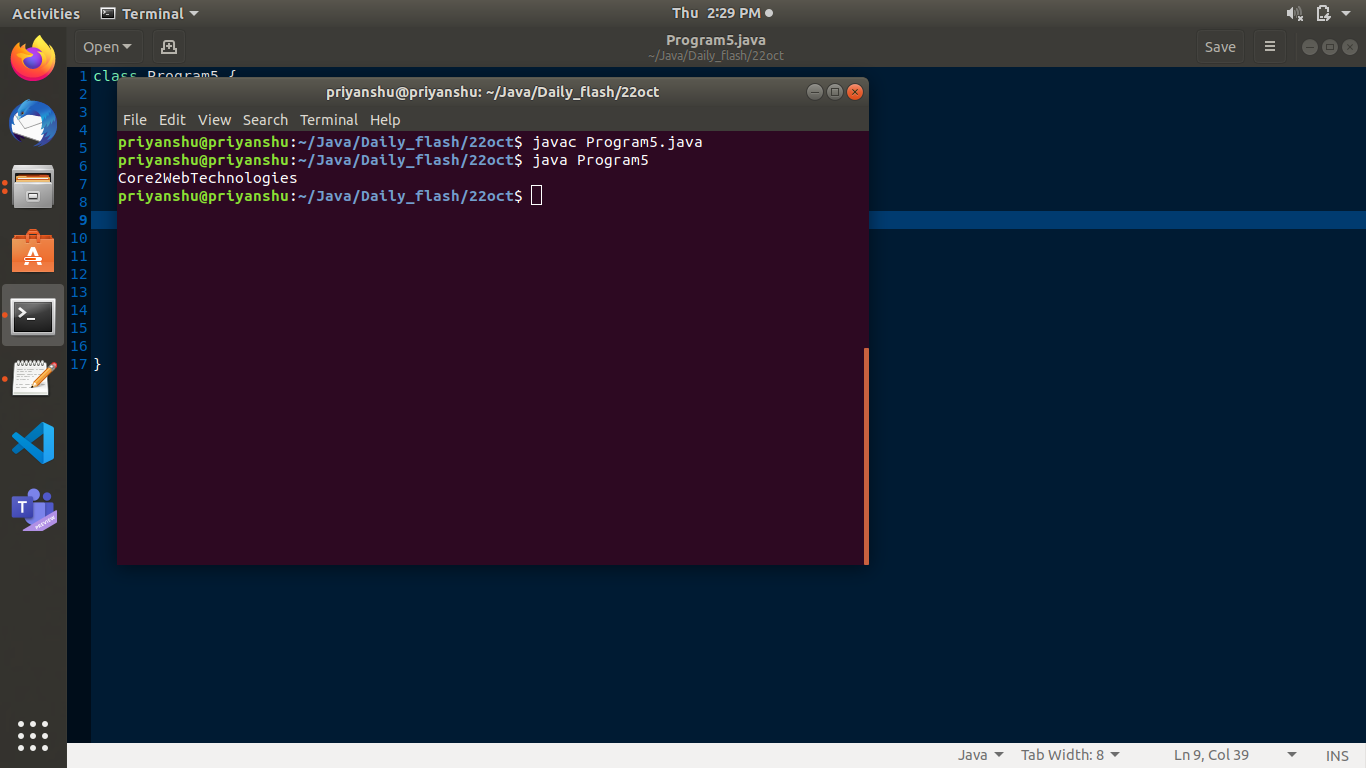 Activities Terminal Thu 2:29 PM
Open Program5.java Save
~/Java/Daily_flash/22oct
1 class Program5 {
priyanshu@priyanshu: ~/Java/Daily_flash/22oct
File Edit View Search Terminal Help
priyanshu@priyanshu:~/Java/Daily_flash/22oct$ javac Program5.java
priyanshu@priyanshu:~/Java/Daily_flash/22oct$ java Program5
Core2WebTechnologies
priyanshu@priyanshu:~/Java/Daily_flash/22oct$
2
3
4
5
6
7
8
9
10
11
12
13
14
15
16
17 }
T
PREVIEW
Java Tab Width: 8 Ln 9, Col 39 INS